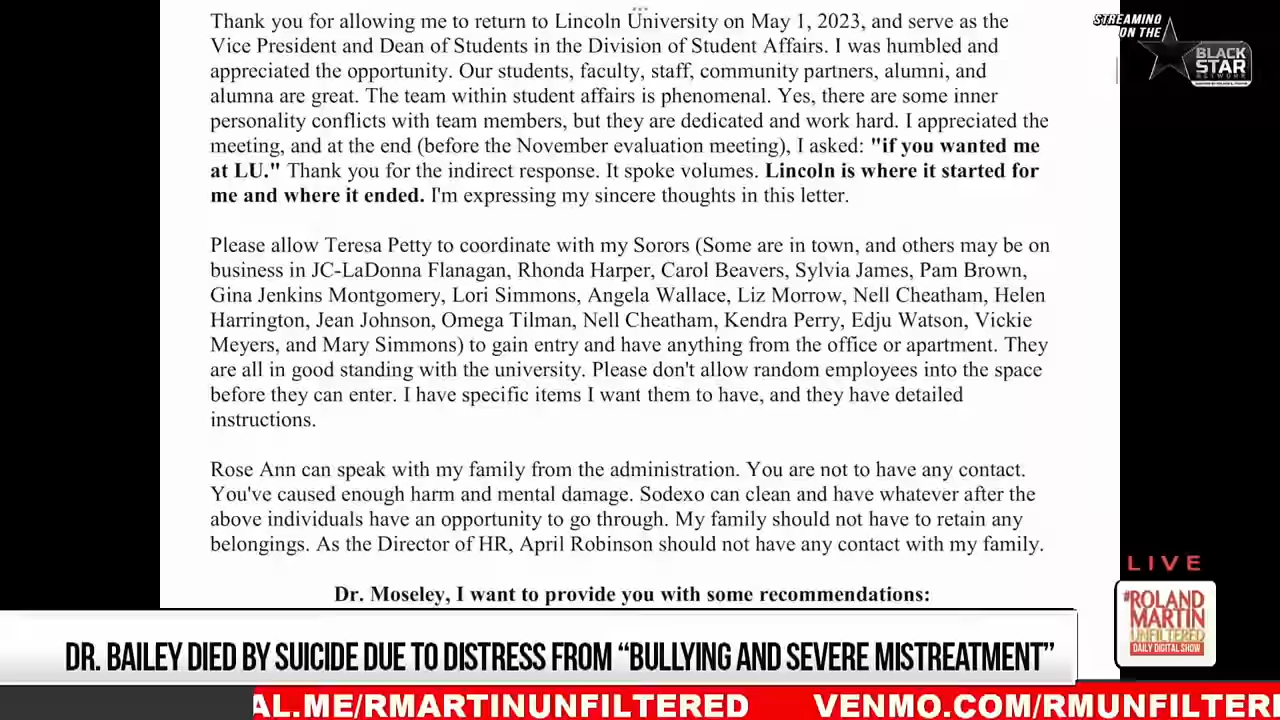 STREAMING
ON THE
BLACK
STAR
NETWORK
Thank you for allowing me to return to Lincoln University on May 1, 2023, and serve as the
Vice President and Dean of Students in the Division of Student Affairs. I was humbled and
appreciated the opportunity. Our students, faculty, staff, community partners, alumni, and
alumna are great. The team within student affairs is phenomenal. Yes, there are some inner
personality conflicts with team members, but they are dedicated and work hard. I appreciated the
meeting, and at the end (before the November evaluation meeting), I asked: "if you wanted me
at LU." Thank you for the indirect response. It spoke volumes. Lincoln is where it started for
me and where it ended. I'm expressing my sincere thoughts in this letter.
Please allow Teresa Petty to coordinate with my Sorors (Some are in town, and others may be on
business in JC-LaDonna Flanagan, Rhonda Harper, Carol Beavers, Sylvia James, Pam Brown,
Gina Jenkins Montgomery, Lori Simmons, Angela Wallace, Liz Morrow, Nell Cheatham, Helen
Harrington, Jean Johnson, Omega Tilman, Nell Cheatham, Kendra Perry, Edju Watson, Vickie
Meyers, and Mary Simmons) to gain entry and have anything from the office or apartment. They
are all in good standing with the university. Please don't allow random employees into the space
before they can enter. I have specific items I want them to have, and they have detailed
instructions.
Rose Ann can speak with my family from the administration. You are not to have any contact.
You've caused enough harm and mental damage. Sodexo can clean and have whatever after the
above individuals have an opportunity to go through. My family should not have to retain any
belongings. As the Director of HR, April Robinson should not have any contact with my family.
Dr. Moseley, I want to provide you with some recommendations:
LIVE
#ROLAND
MARTIN
UNFILTERED
DAILY DIGITAL SHOW
DR. BAILEY DIED BY SUICIDE DUE TO DISTRESS FROM “BULLYING AND SEVERE MISTREATMENT”
AL.ME/RMARTINUNFILTERED VENMO.COM/RMUNFILTER